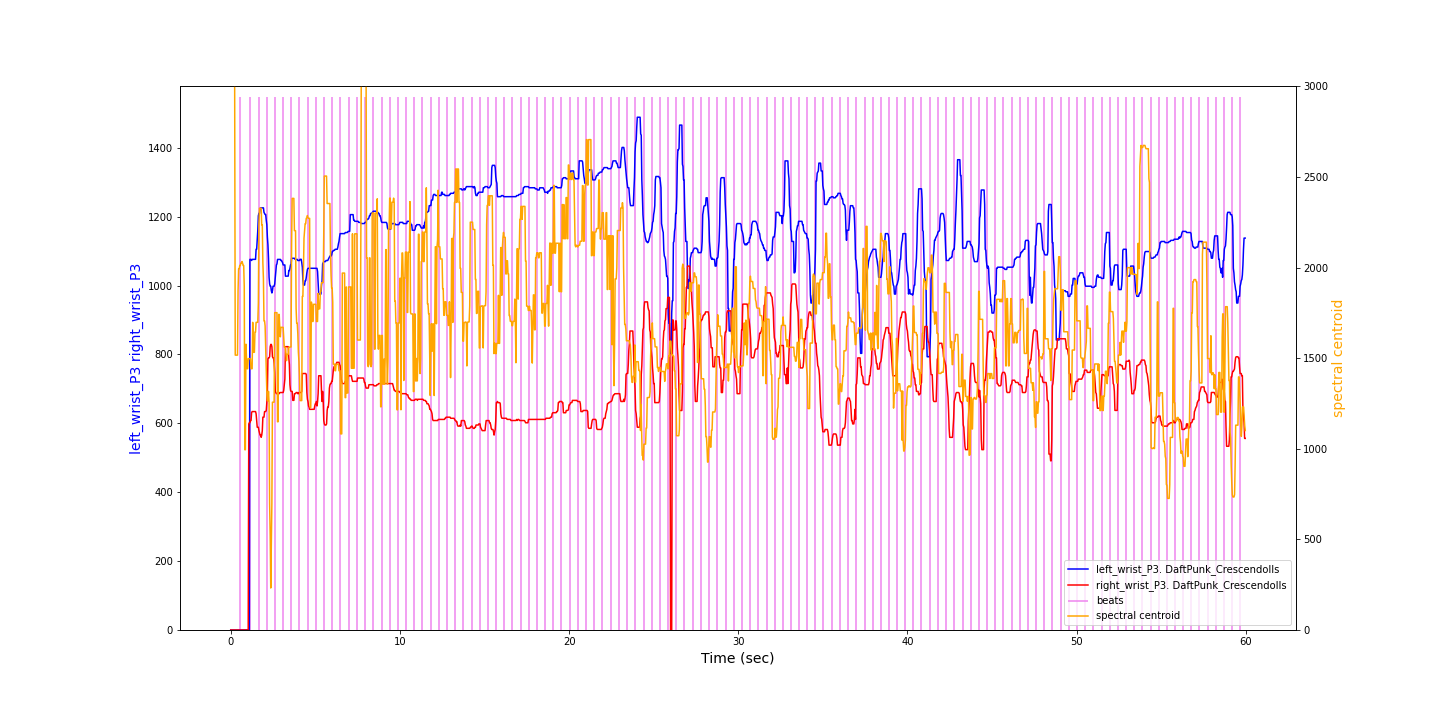 left_wrist_P3 right_wrist_P3
1400
1200
1000
800
600
400
200
0
3000
2500
2000
1500
1000
500
0
spectral centroid
0 10 20 30 40 50 60
Time (sec)
left_wrist_P3. DaftPunk_Crescendolls
right_wrist_P3. DaftPunk_Crescendolls
beats
spectral centroid